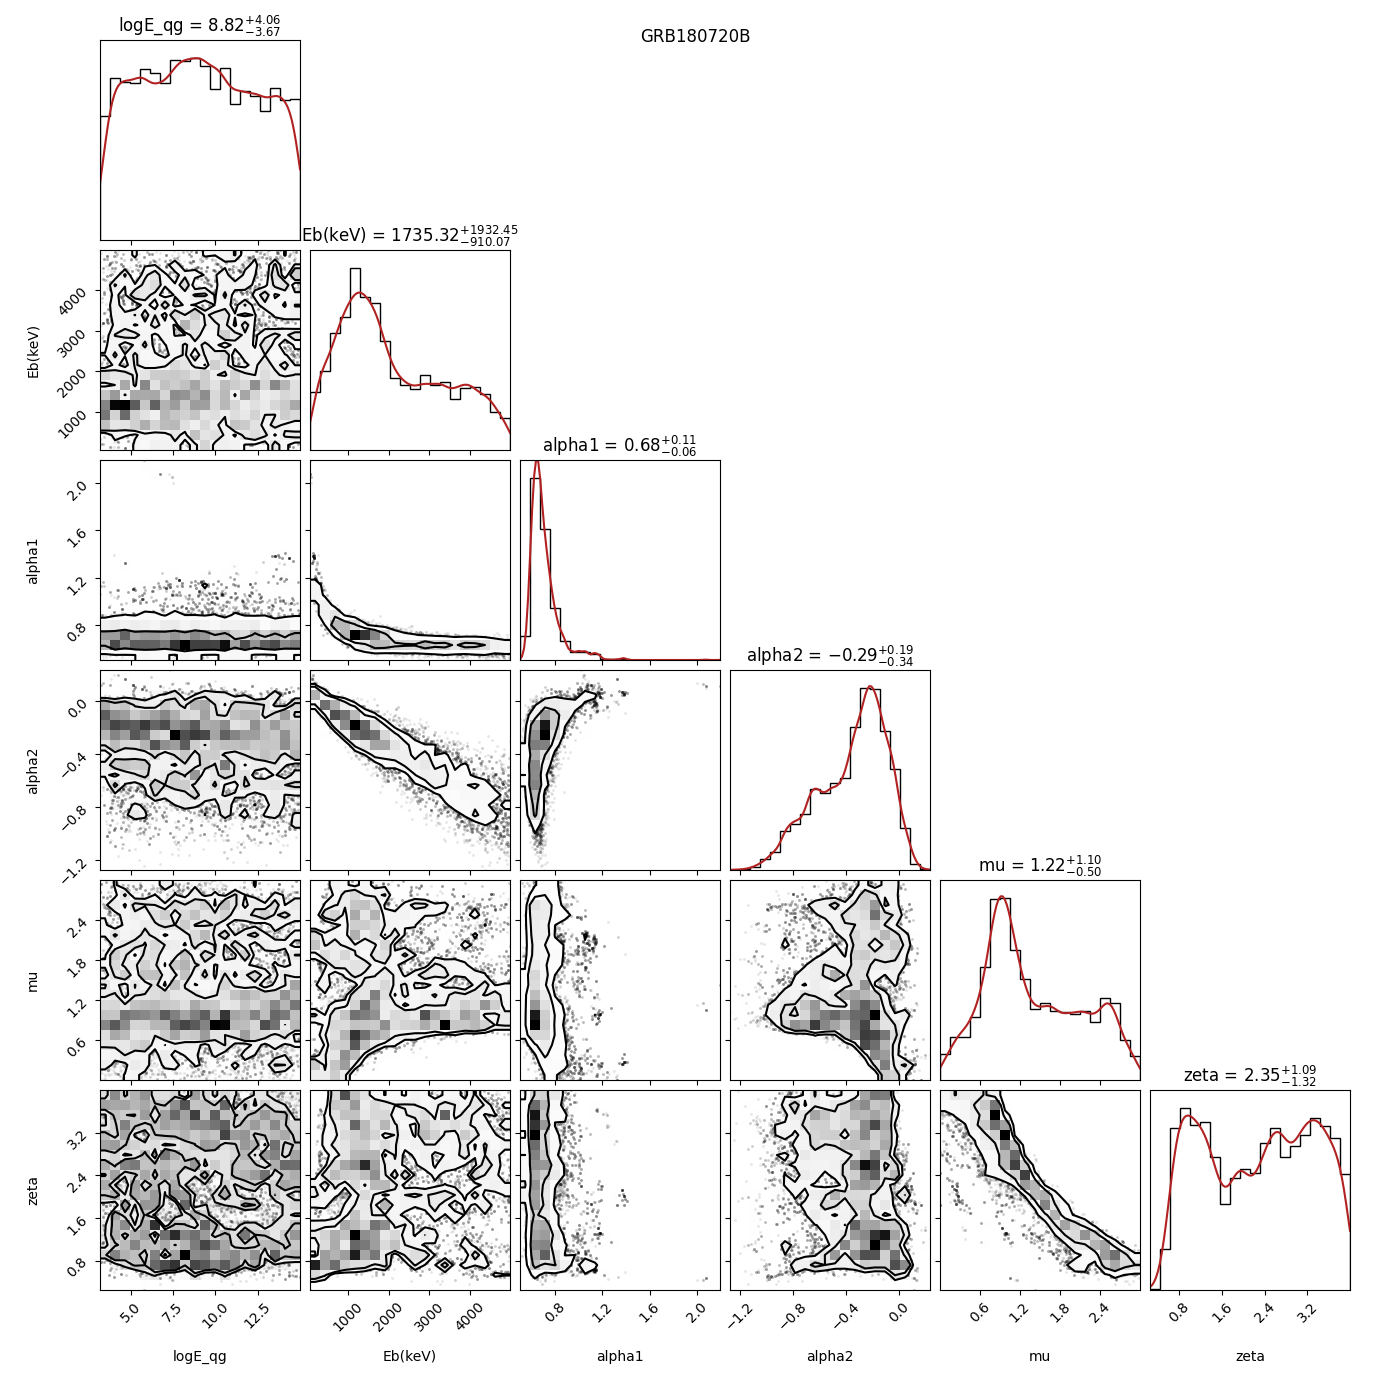 GRB180720B
logE_qg = 8.82+4.06−3.67
Eb(keV) = 1735.32+1932.45−910.07
Eb(keV)
4000
3000
2000
1000
alpha1 = 0.68+0.11−0.06
alpha1
2.0
1.6
1.2
0.8
alpha2 = −0.29+0.19−0.34
alpha2
0.0
−0.4
−0.8
−1.2
mu = 1.22+1.10−0.50
mu
2.4
1.8
1.2
0.6
zeta = 2.35+1.09−1.32
zeta
3.2
2.4
1.6
0.8
5.0 7.5 10.0 12.5 1000 2000 3000 4000 0.8 1.2 1.6 2.0 −1.2 −0.8 −0.4 0.0 0.6 1.2 1.8 2.4 0.8 1.6 2.4 3.2
logE_qg Eb(keV) alpha1 alpha2 mu zeta